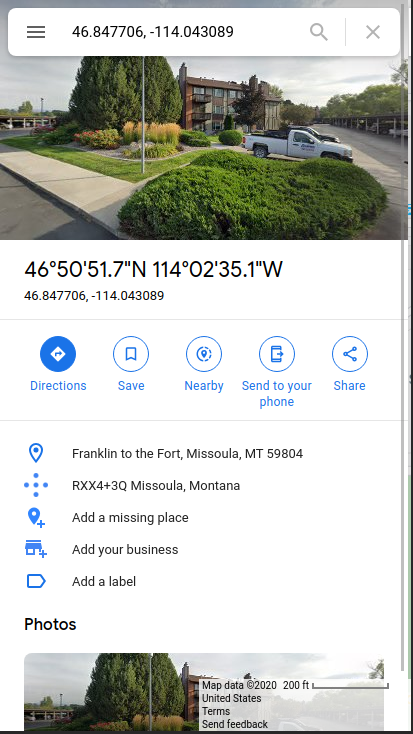 46.847706, -114.043089
46°50'51.7"N 114°02'35.1"W
46.847706, -114.043089
Directions
Save
Nearby
Send to your
phone
Share
Franklin to the Fort, Missoula, MT 59804
RXX4+3Q Missoula, Montana
Add a missing place
Add your business
Add a label
Photos
Map data ©2020 200 ft
United States
Terms
Send feedback